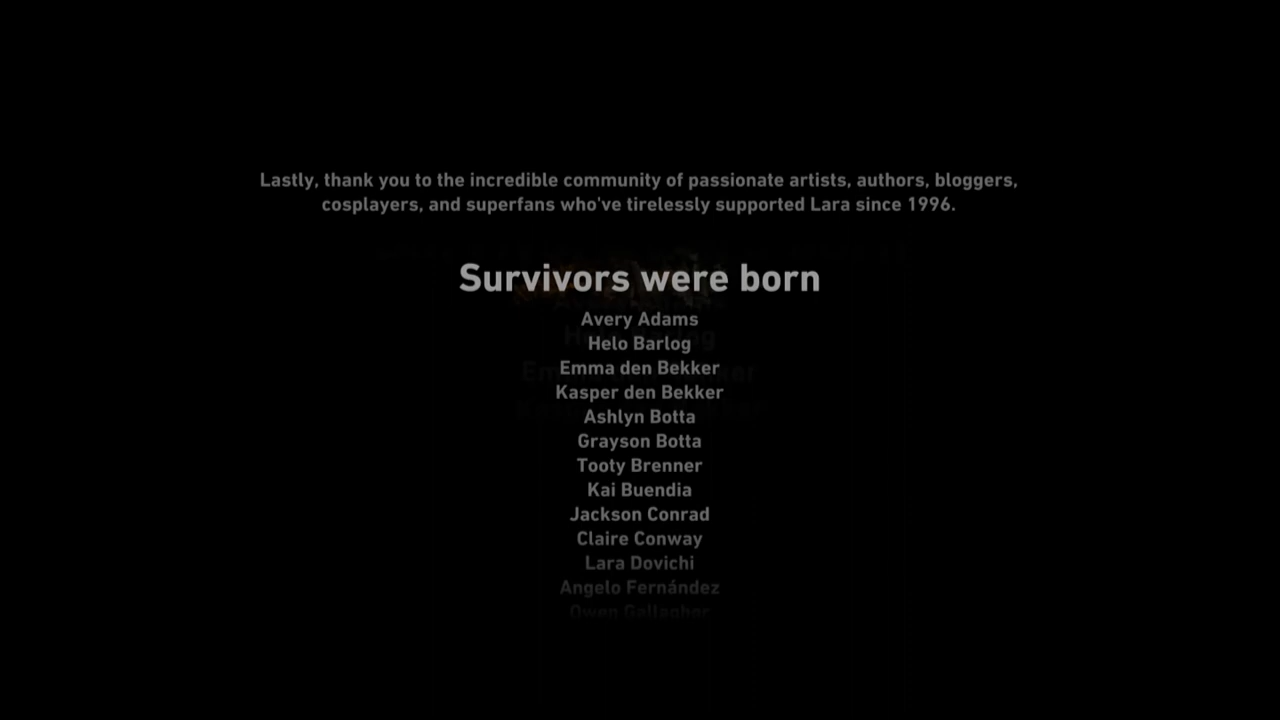 Lastly, thank you to the incredible community of passionate artists, authors, bloggers,
cosplayers, and superfans who've tirelessly supported Lara since 1996.
Survivors were born
Avery Adams
Helo Barlog
Emma den Bekker
Kasper den Bekker
Ashlyn Botta
Grayson Botta
Tooty Brenner
Kai Buendia
Jackson Conrad
Claire Conway
Lara Dovichi
Angelo Fernández
Owen Gallagher